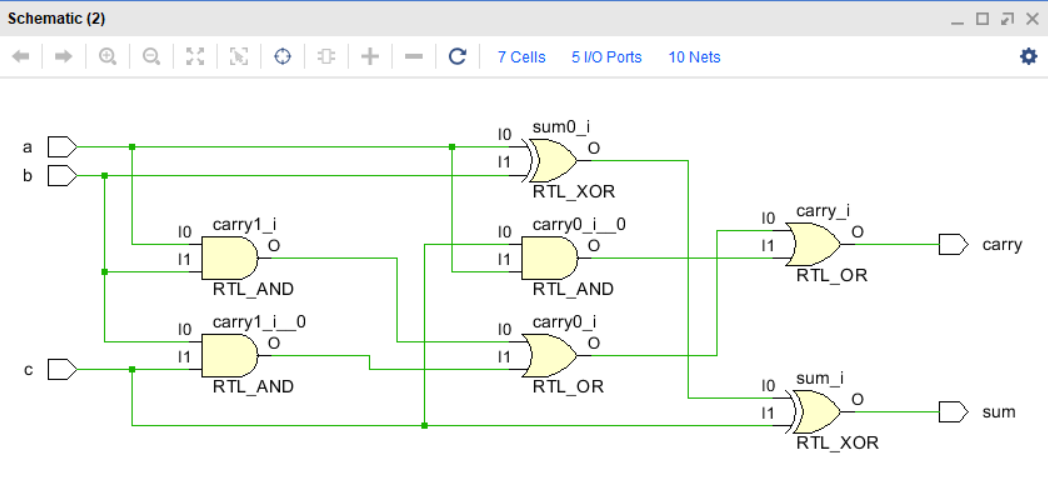 Schematic (2)
7 Cells 5 I/O Ports 10 Nets
a
b
c
I0
I1
sum0_i
O
RTL_XOR
I0
I1
carry1_i
O
RTL_AND
I0
I1
carry0_i__0
O
RTL_AND
I0
I1
carry_i
O
RTL_OR
carry
I0
I1
carry1_i__0
O
RTL_AND
I0
I1
carry0_i
O
RTL_OR
I0
I1
sum_i
O
RTL_XOR
sum